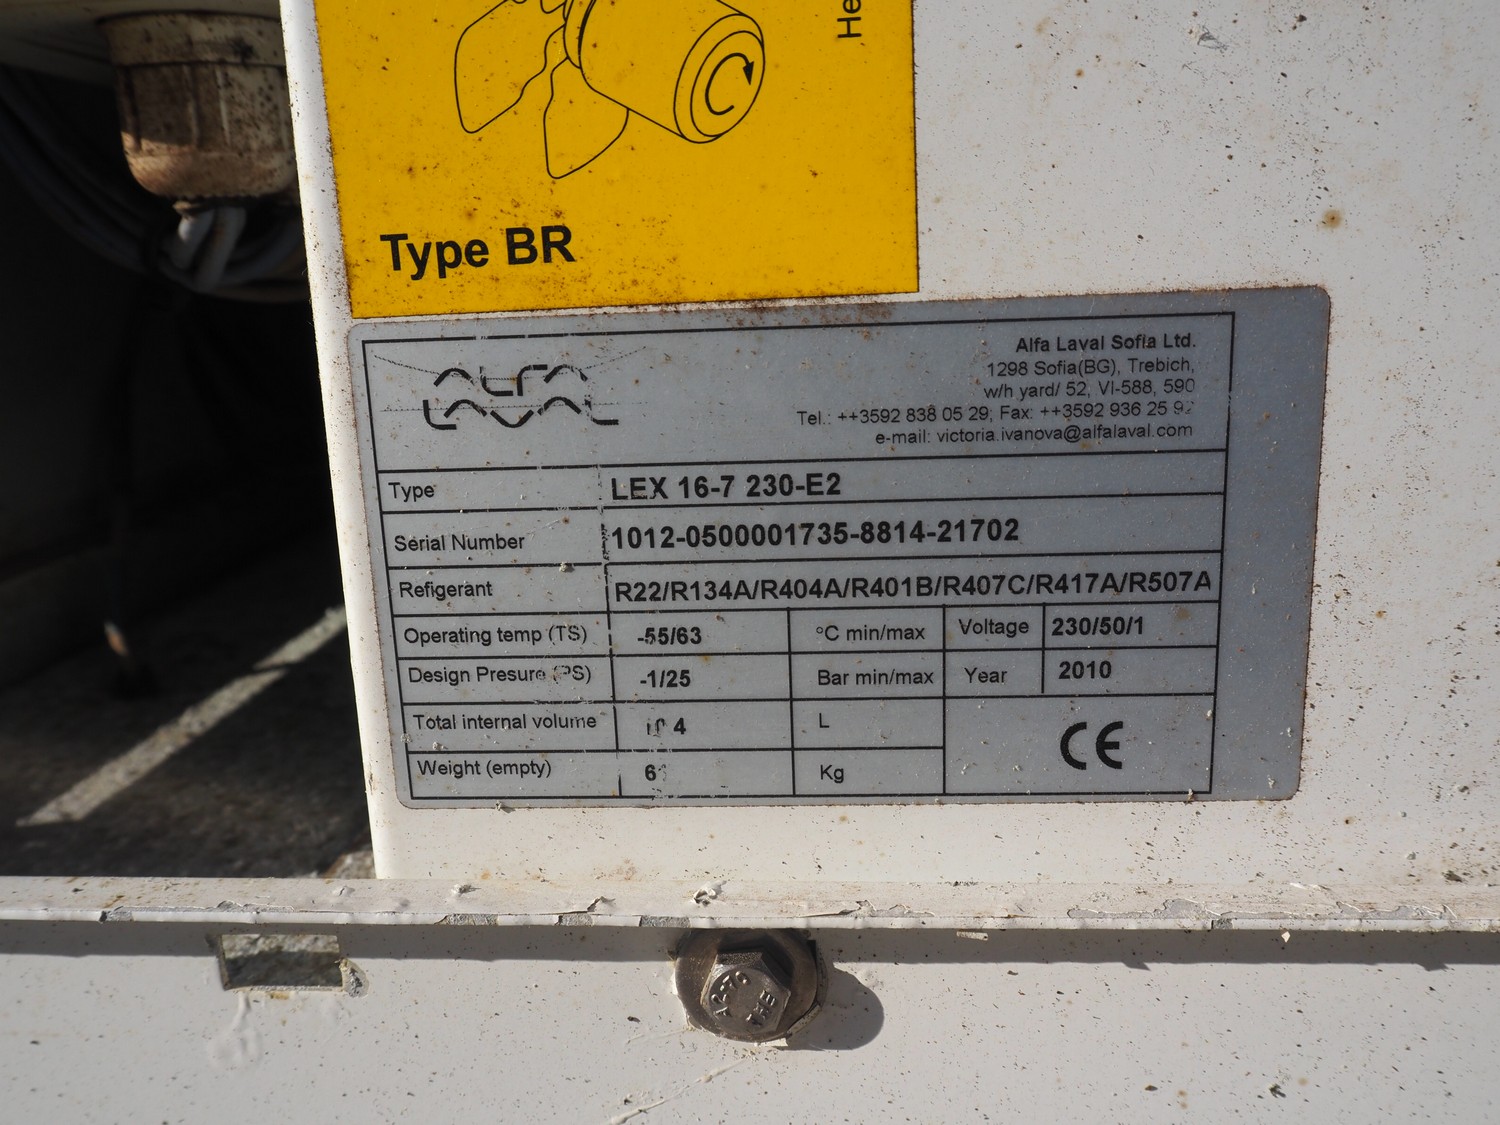 Type BR
ALFA
LAVAL
Alfa Laval Sofia Ltd.
1298 Sofia(BG), Trebich,
w/h yard/ 52, VI-588, 590
Tel.: ++3592 838 05 29; Fax: ++3592 936 25 92
e-mail: victoria.ivanova@alfalaval.com
Type LEX 16-7 230-E2
Serial Number 1012-0500001735-8814-21702
Refigerant R22/R134A/R404A/R401B/R407C/R417A/R507A
Operating temp (TS) -55/63 °C min/max Voltage 230/50/1
Design Presure (PS) -1/25 Bar min/max Year 2010
Total internal volume L
Weight (empty) Kg
CE
A2-70